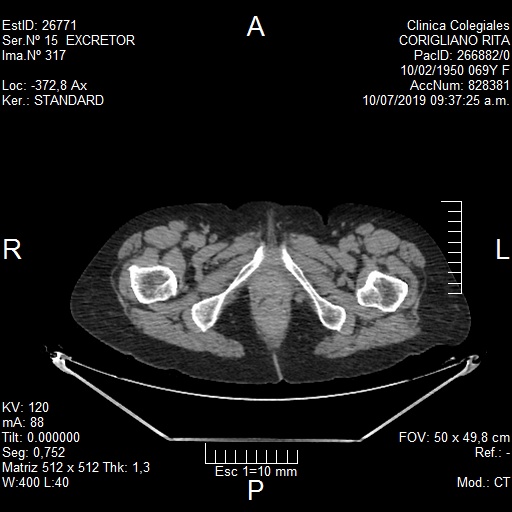 EstID: 26771
Ser.Nº 15 EXCRETOR
Ima.Nº 317
Loc: -372,8 Ax
Ker.: STANDARD
A
Clinica Colegiales
CORIGLIANO RITA
PacID: 266882/0
10/02/1950 069Y F
AccNum: 828381
10/07/2019 09:37:25 a.m.
R
L
KV: 120
mA: 88
Tilt: 0.000000
Seg: 0,752
Matriz 512 x 512 Thk: 1,3
W:400 L:40
Esc 1=10 mm
P
FOV: 50 x 49,8 cm
Ref.: -
Mod.: CT